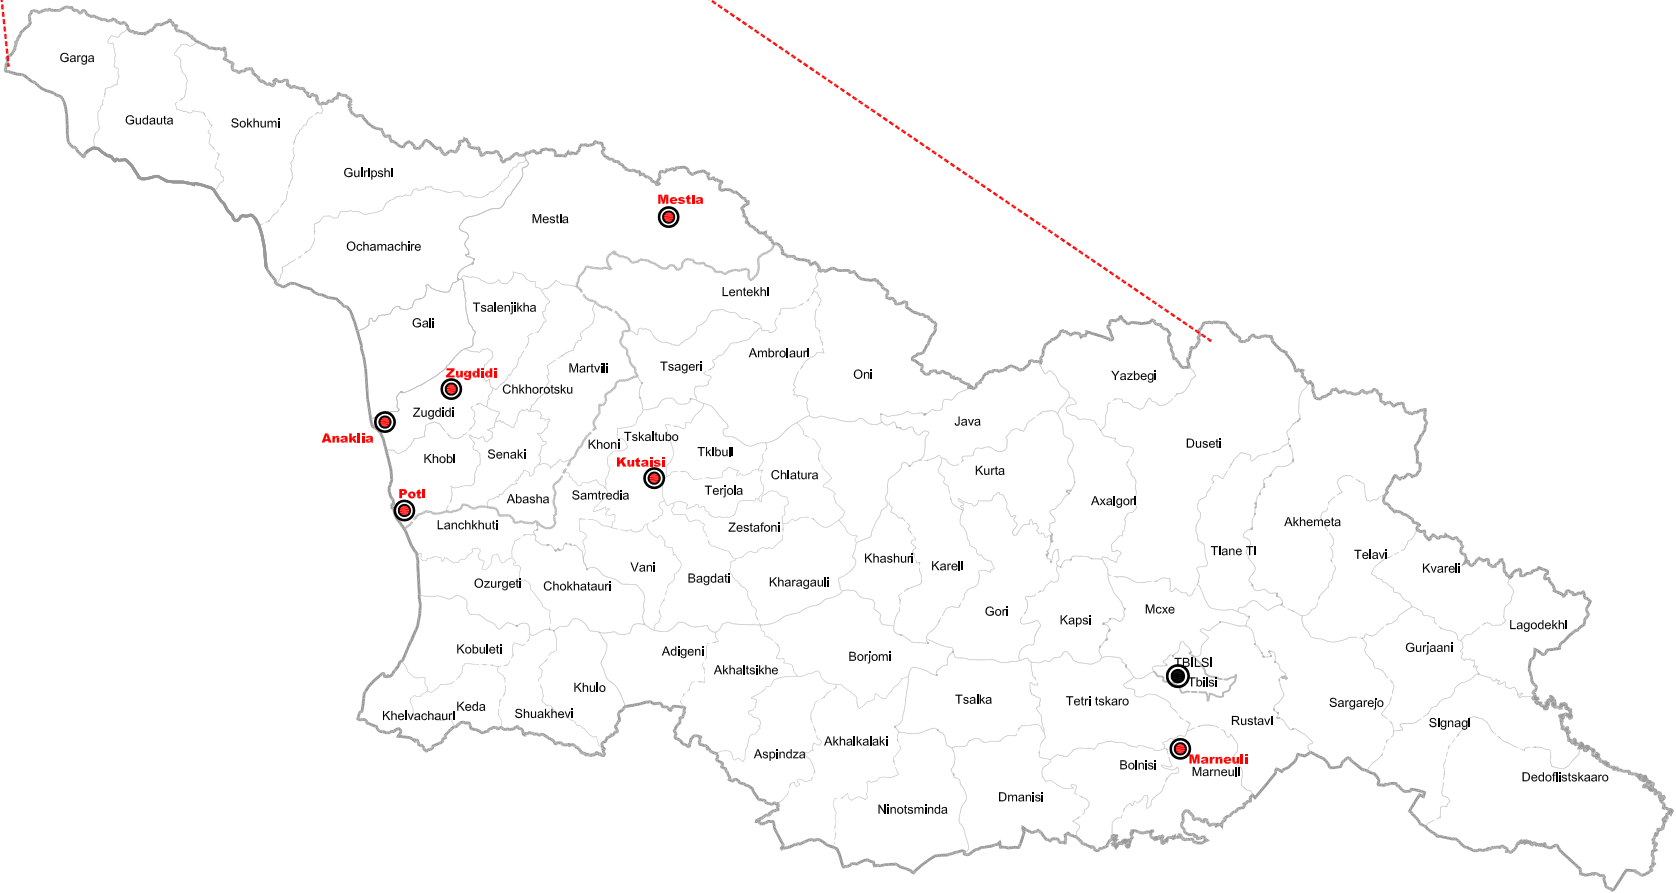 Garga
Gudauta
Sokhumi
Gulripshi
Mestia
Mestia
Ochamachire
Lentekhi
Tsalenjikha
Gali
Ambrolauri
Tsageri
Martvili
Zugdidi
Oni
Yazbegi
Chkhorotsku
Zugdidi
Java
Anaklia
Tskaltubo
Khoni
Duseti
Tkibuli
Senaki
Khobi
Kutaisi
Kurta
Chiatura
Terjola
Poti
Samtredia
Abasha
Axalgori
Lanchkhuti
Zestafoni
Akhemeta
Tiane Ti
Telavi
Khashuri
Kareli
Vani
Kvareli
Bagdati
Kharagauli
Ozurgeti
Chokhatauri
Mcxe
Gori
Kapsi
Lagodekhi
Kobuleti
Adigeni
Gurjaani
Borjomi
TBILSI
Akhaltsikhe
Tbilsi
Khulo
Tsalka
Tetri tskaro
Sargarejo
Keda
Khelvachauri
Shuakhevi
Rustavi
Signagi
Akhalkalaki
Aspindza
Marneuli
Bolnisi
Marneuli
Dedoflistskaaro
Dmanisi
Ninotsminda